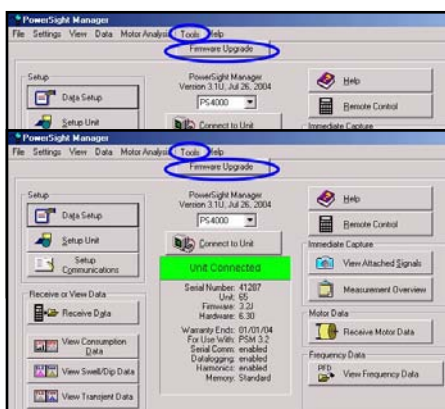 PowerSight Manager
File Settings View Data Motor Analysis Tools Help
Firmware Upgrade
Setup
Data Setup
Setup Unit
PowerSight Manager
Version 3.1U, Jul 26, 2004
PS4000
Connect to Unit
Help
Remote Control
Immediate Capture
PowerSight Manager
File Settings View Data Motor Analysis Tools Help
Firmware Upgrade
Setup
Data Setup
Setup Unit
Setup
Communications
Receive or View Data
Receive Data
View Consumption
Data
View Swell/Dip Data
View Transient Data
PowerSight Manager
Version 3.1U, Jul 26, 2004
PS4000
Connect to Unit
Unit Connected
Serial Number: 41287
Unit: 65
Firmware: 3.2J
Hardware: 6.30
Warranty Ends: 01/01/04
For Use With: PSM 3.2
Serial Comm: enabled
Datalogging: enabled
Harmonics: enabled
Memory: Standard
Help
Remote Control
Immediate Capture
View Attached Signals
Measurement Overview
Motor Data
Receive Motor Data
Frequency Data
PFD
View Frequency Data